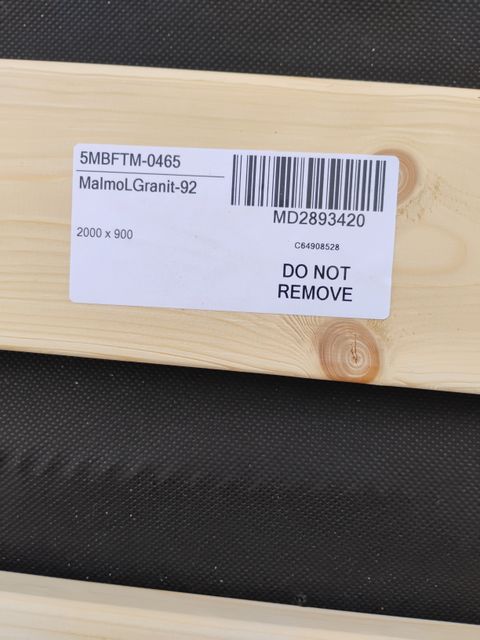 5MBFTM-0465
MalmoLGranit-92
2000 x 900
MD2893420
C64908528
DO NOT
REMOVE